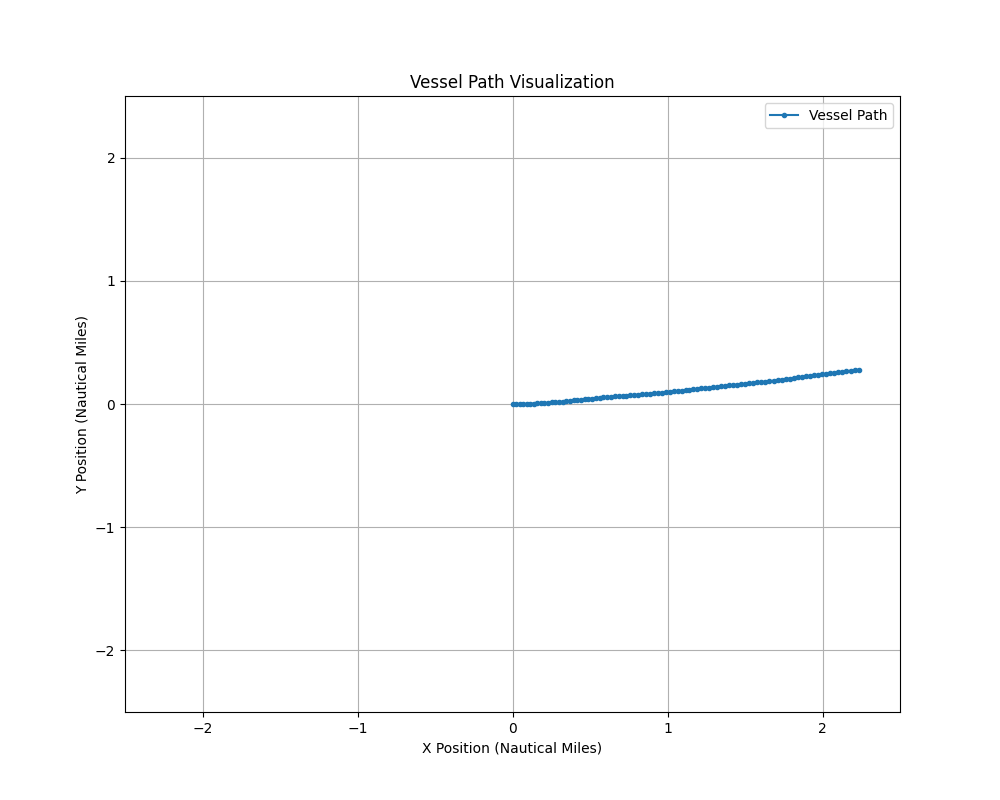 Vessel Path Visualization
Vessel Path
2
1
0
−1
−2
Y Position (Nautical Miles)
−2
−1
0
1
2
X Position (Nautical Miles)